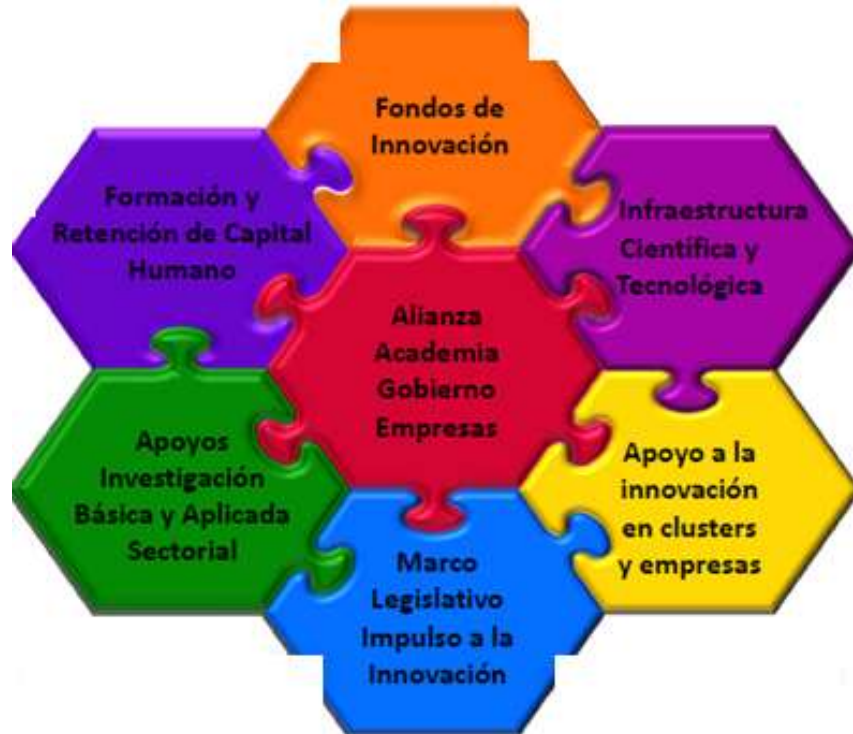 Fondos de
Innovación
Formación y
Retención de Capital
Humano
Infraestructura
Científica y
Tecnológica
Alianza
Academia
Gobierno
Empresas
Apoyos
Investigación
Básica y Aplicada
Sectorial
Apoyo a la
innovación
en clusters
y empresas
Marco
Legislativo
Impulso a la
Innovación